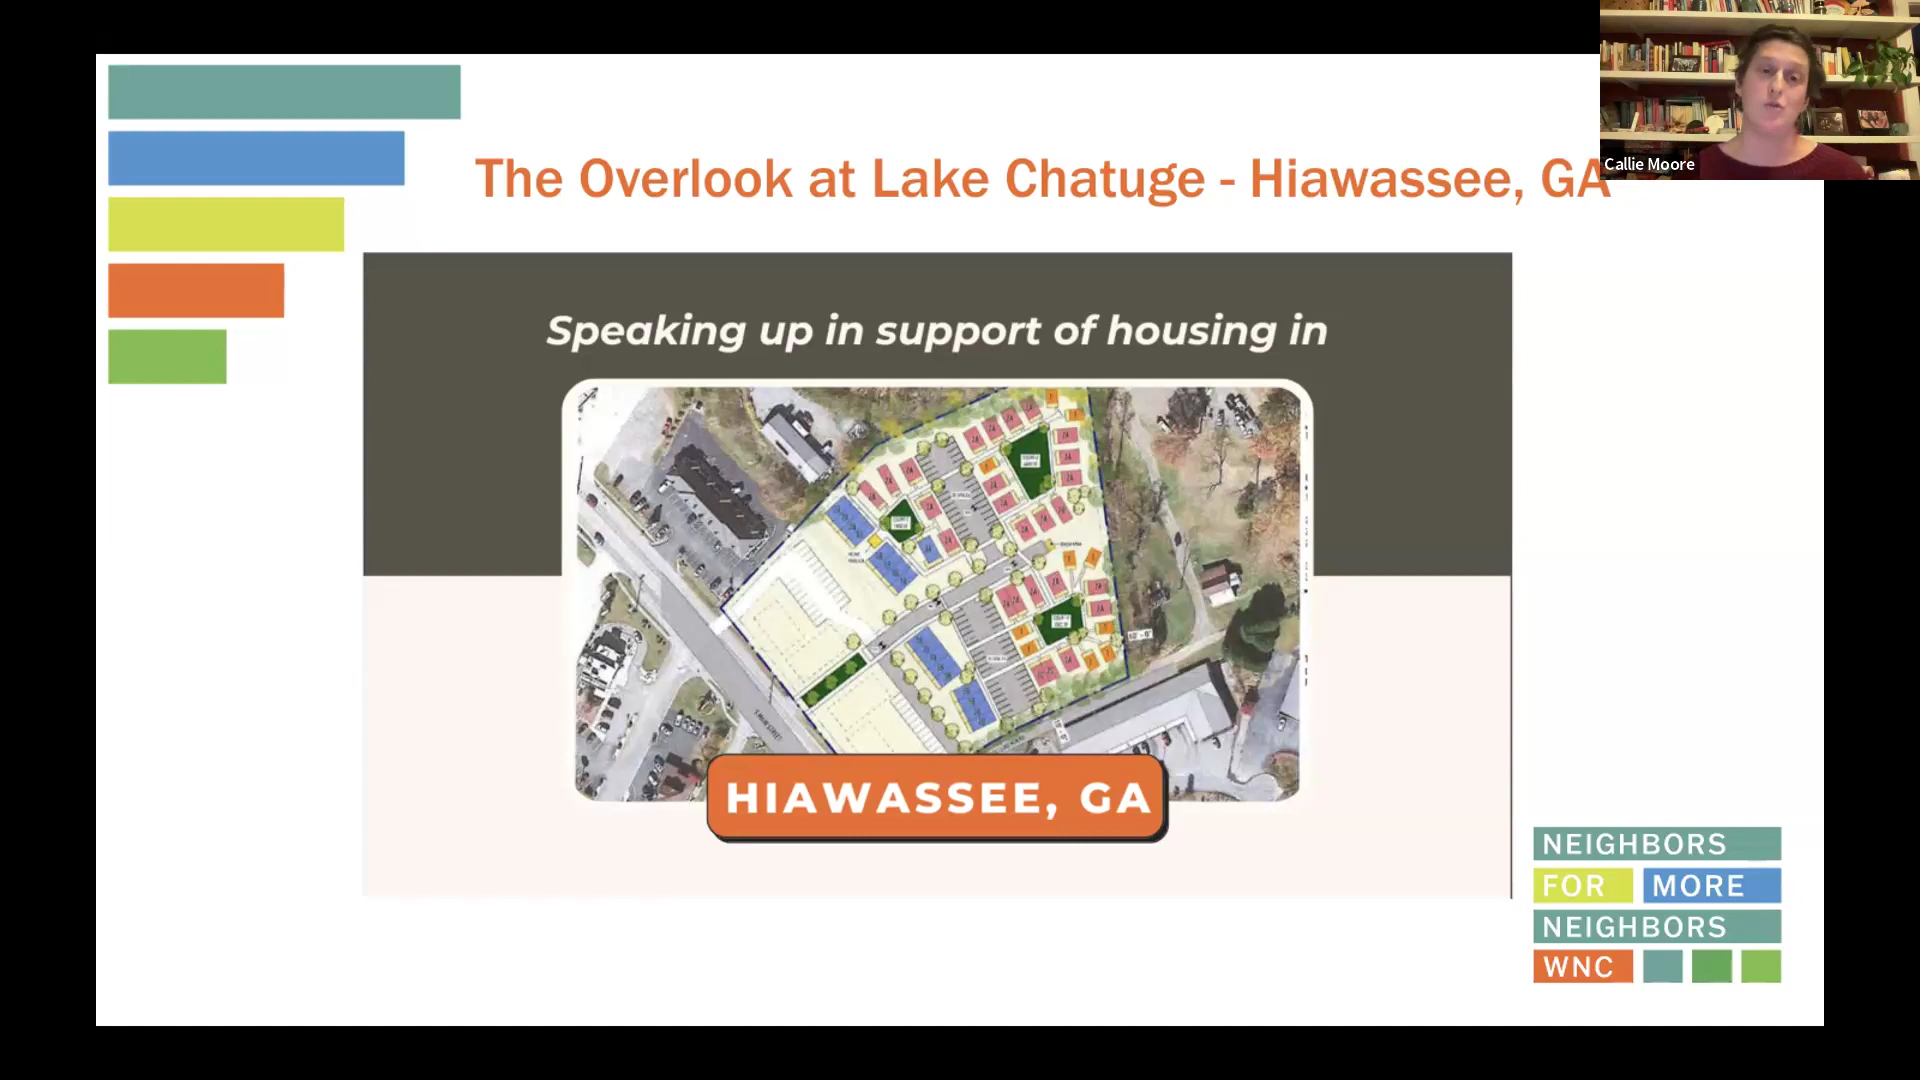 Callie Moore
The Overlook at Lake Chatuge - Hiawassee, GA
Speaking up in support of housing in
HIAWASSEE, GA
NEIGHBORS
FOR MORE
NEIGHBORS
WNC